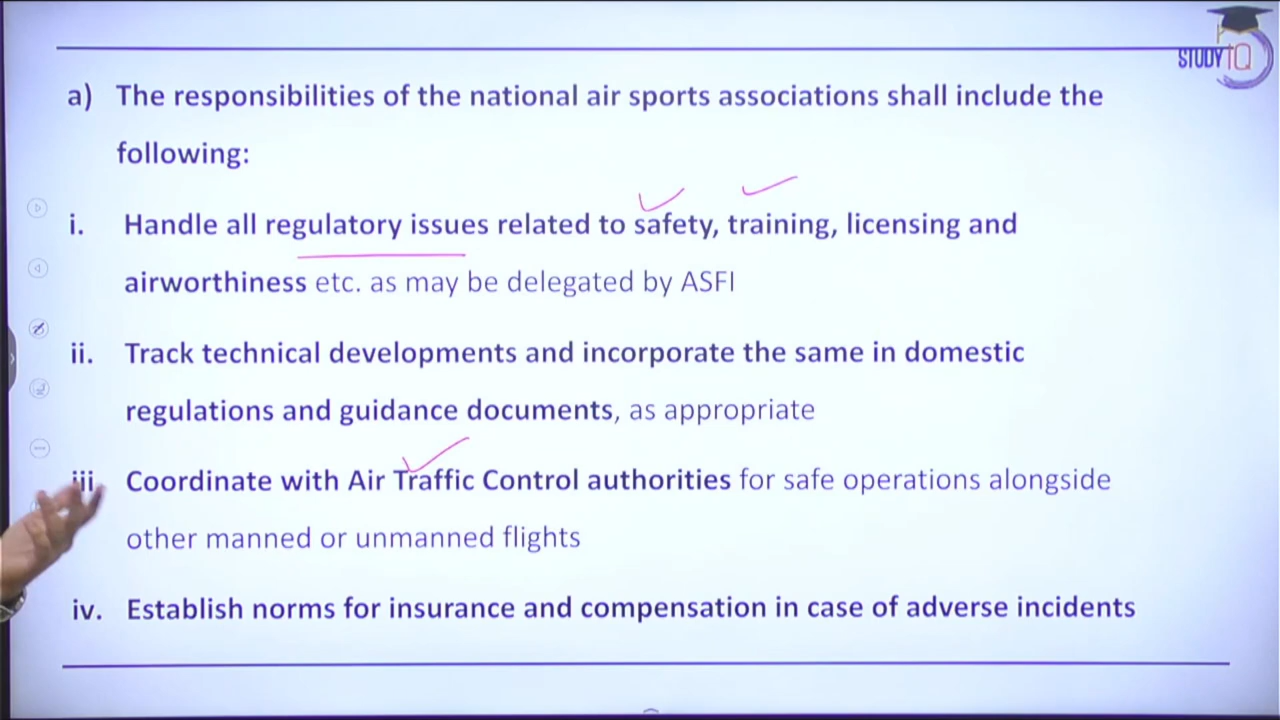 STUDY IQ
a) The responsibilities of the national air sports associations shall include the
following:
i. Handle all regulatory issues related to safety, training, licensing and
airworthiness etc. as may be delegated by ASFI
ii. Track technical developments and incorporate the same in domestic
regulations and guidance documents, as appropriate
iii. Coordinate with Air Traffic Control authorities for safe operations alongside
other manned or unmanned flights
iv. Establish norms for insurance and compensation in case of adverse incidents